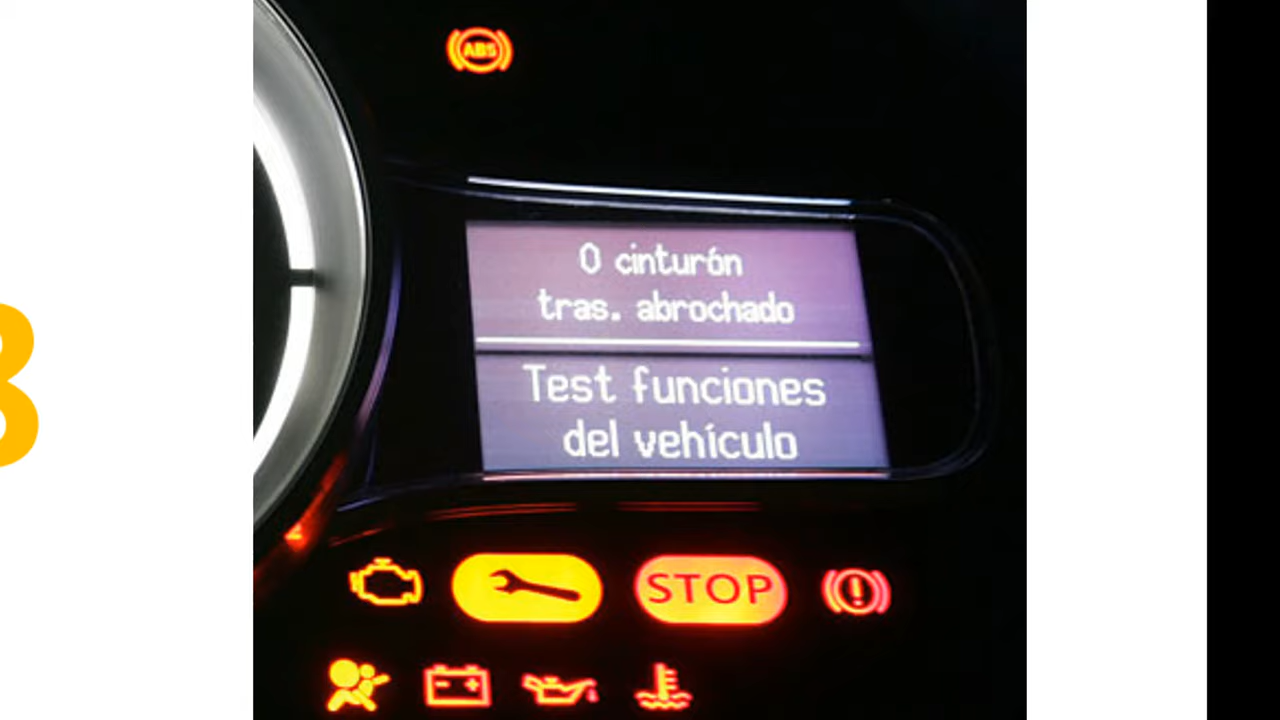 ABS
0 cinturón
tras. abrochado
Test funciones
del vehículo
STOP